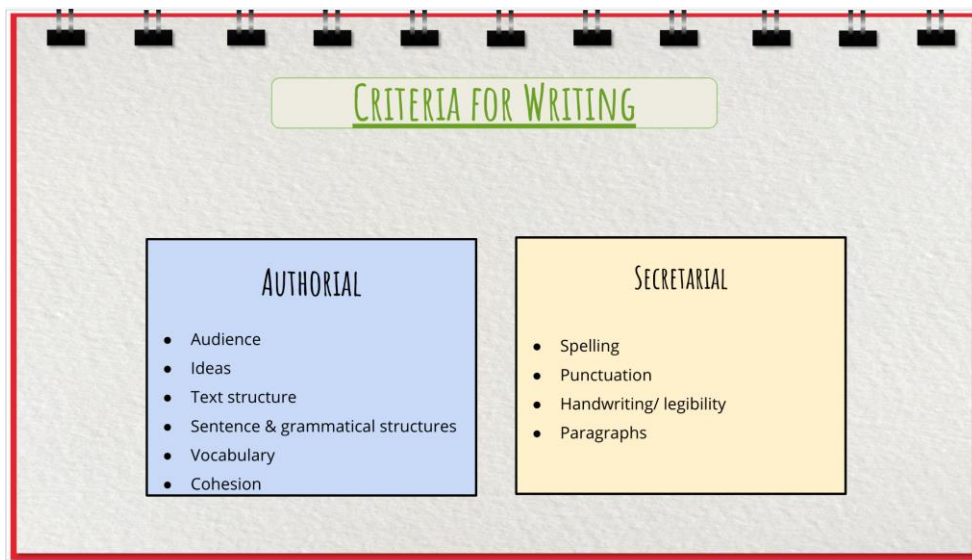 CRITERIA FOR WRITING
AUTHORIAL
● Audience
● Ideas
● Text structure
● Sentence & grammatical structures
● Vocabulary
● Cohesion
SECRETARIAL
● Spelling
● Punctuation
● Handwriting/ legibility
● Paragraphs